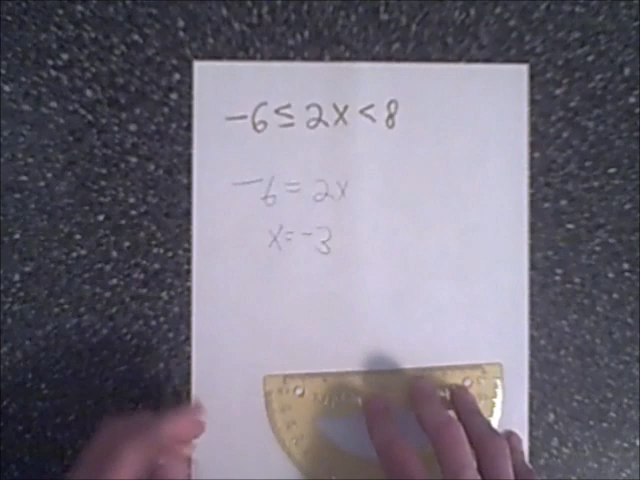 -6 ≤ 2x < 8
-6 = 2x
x = -3